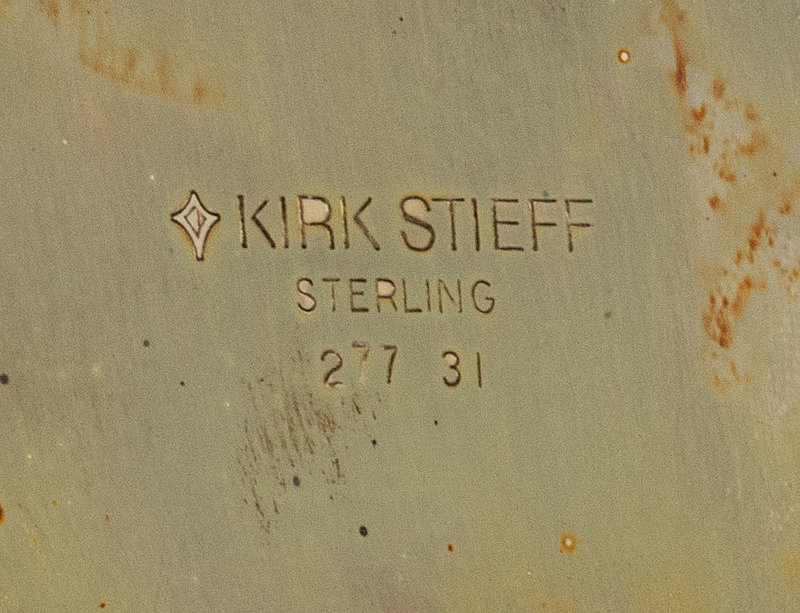 KIRK STIEFF
STERLING
277 31